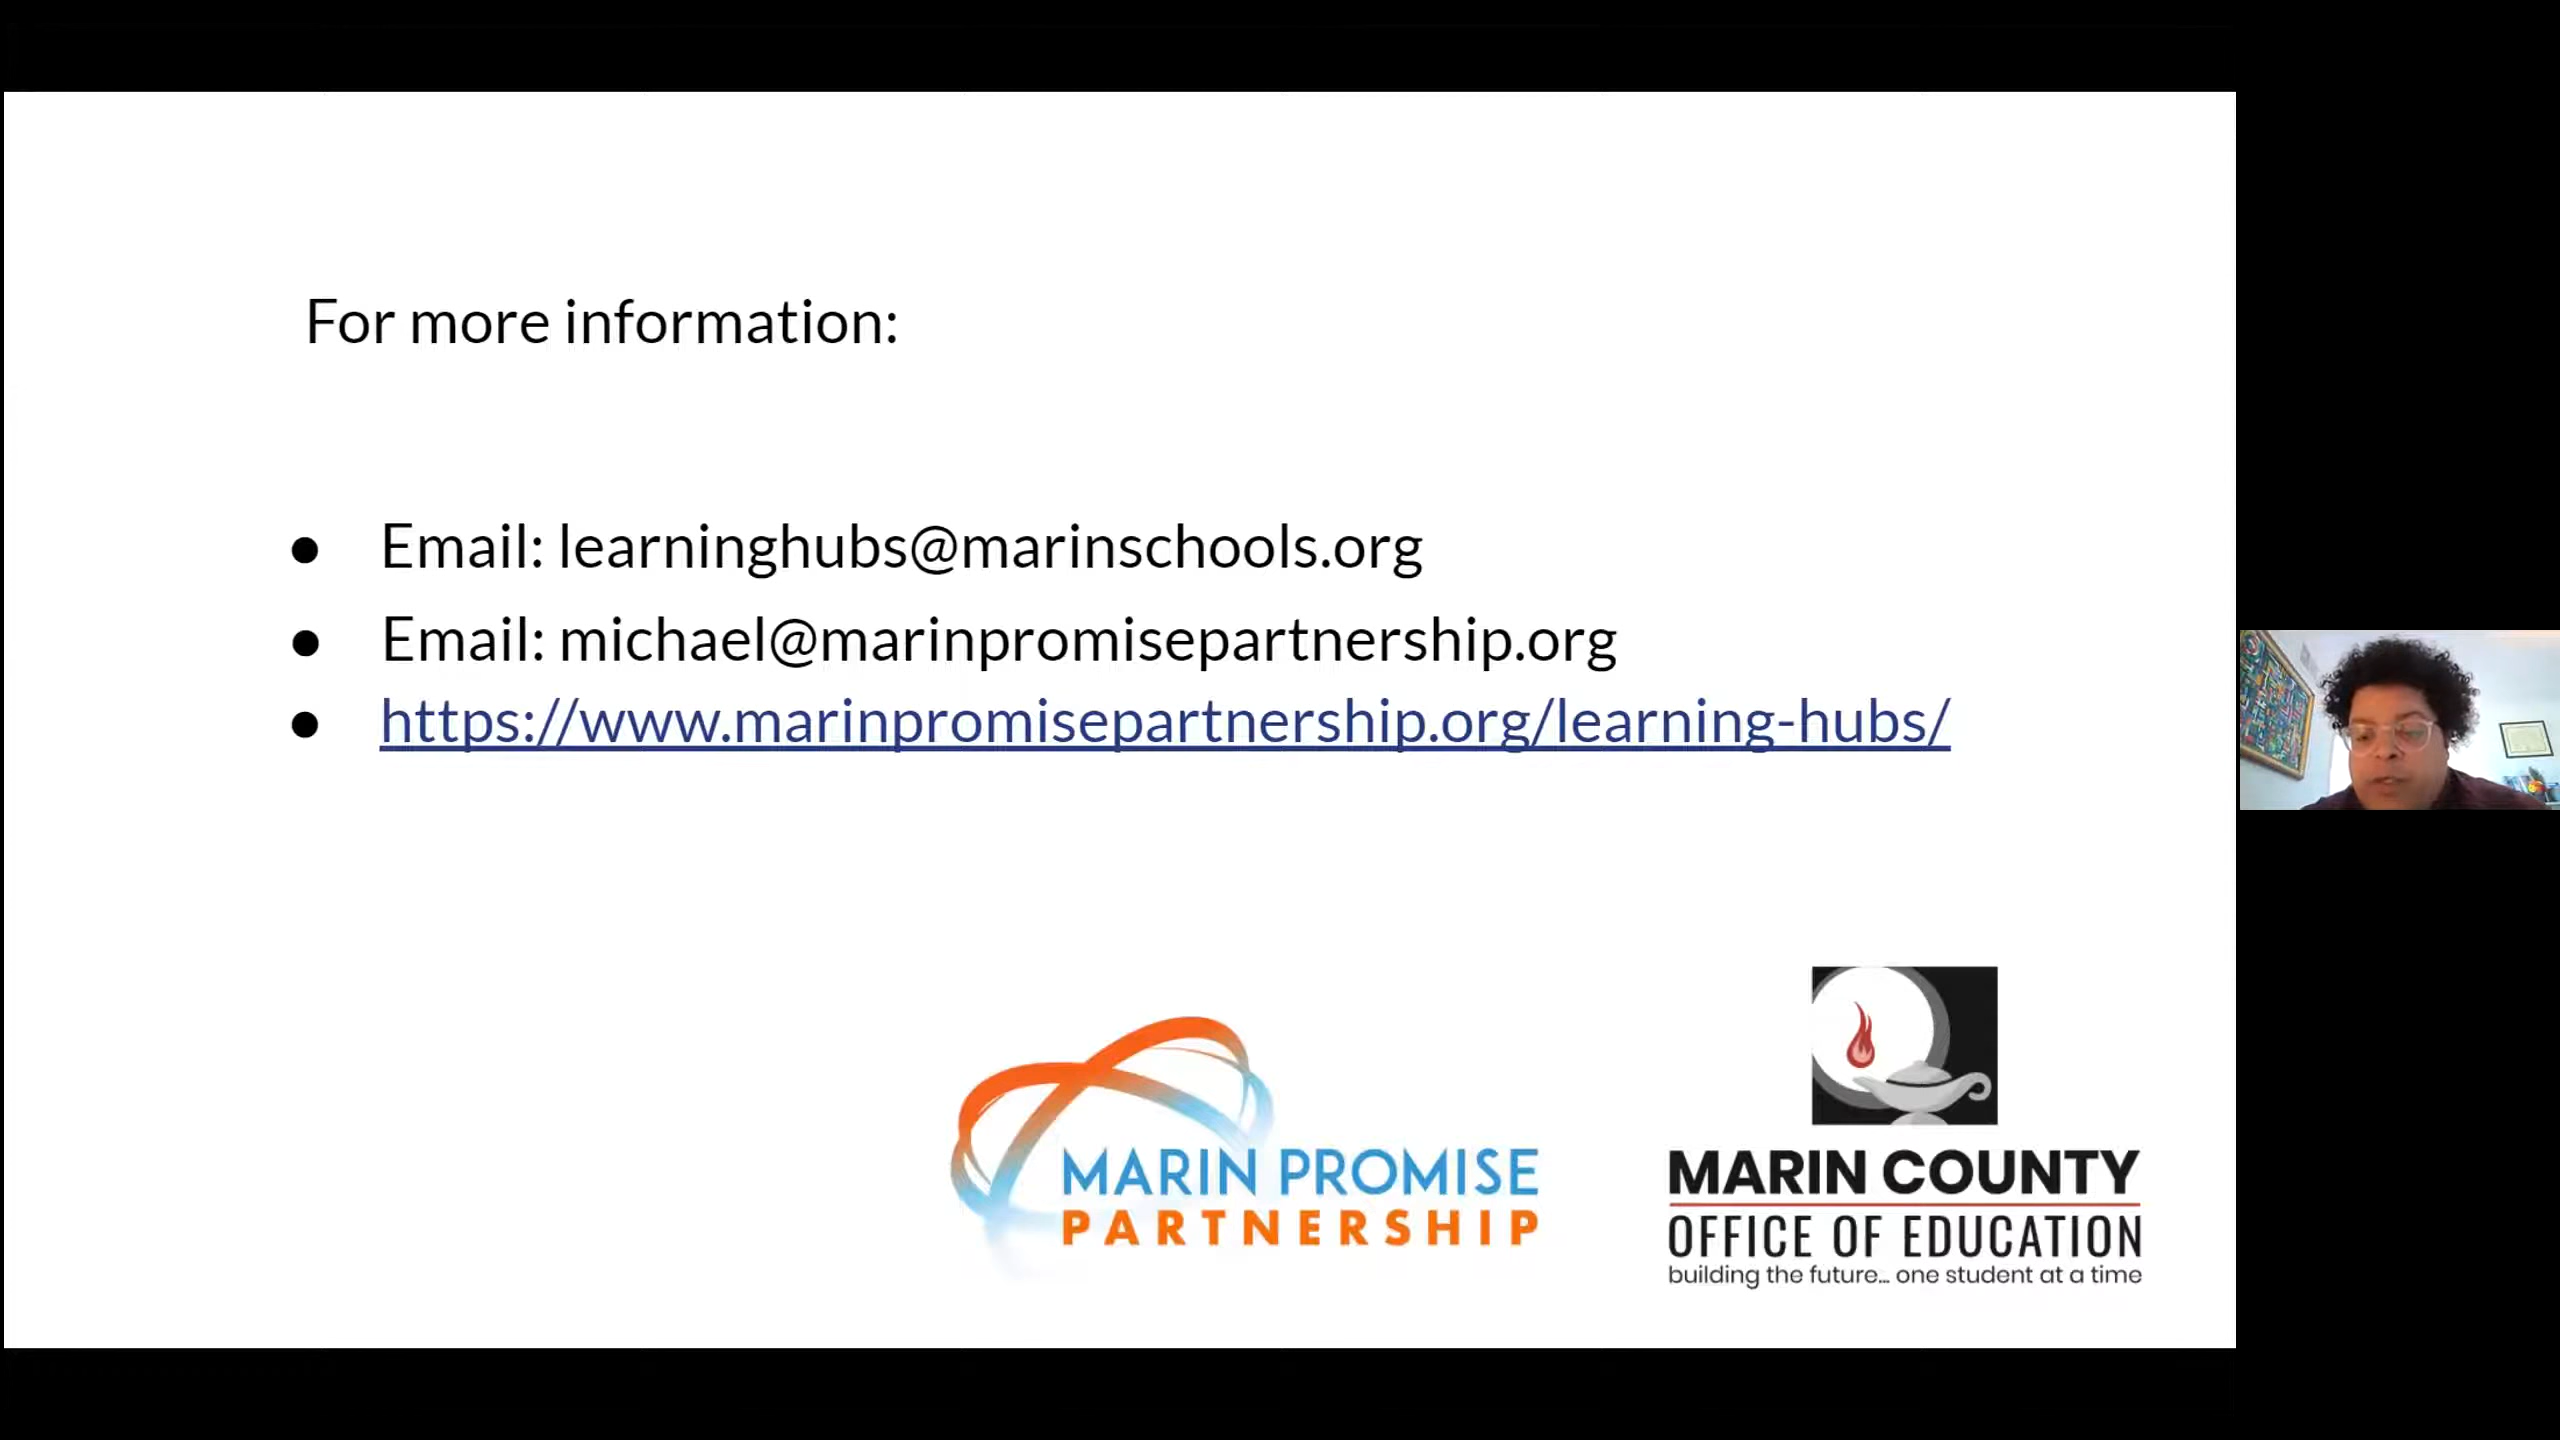 For more information:
● Email: learninghubs@marinschools.org
● Email: michael@marinpromisepartnership.org
● https://www.marinpromisepartnership.org/learning-hubs/
MARIN PROMISE
PARTNERSHIP
MARIN COUNTY
OFFICE OF EDUCATION
building the future... one student at a time